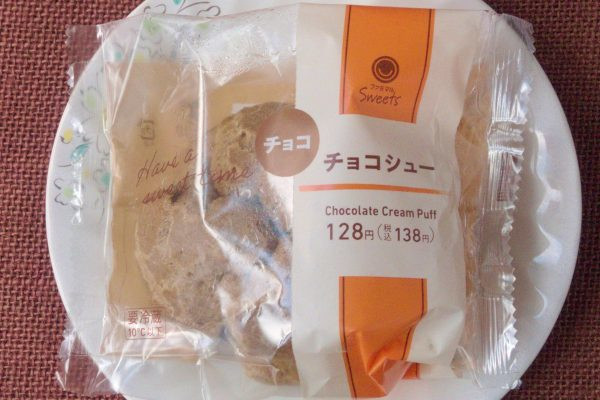 ファミマル
Sweets
チョコ
チョコシュー
Have a
sweet time
Chocolate Cream Puff
128円(税込138円)
要冷蔵
10℃以下